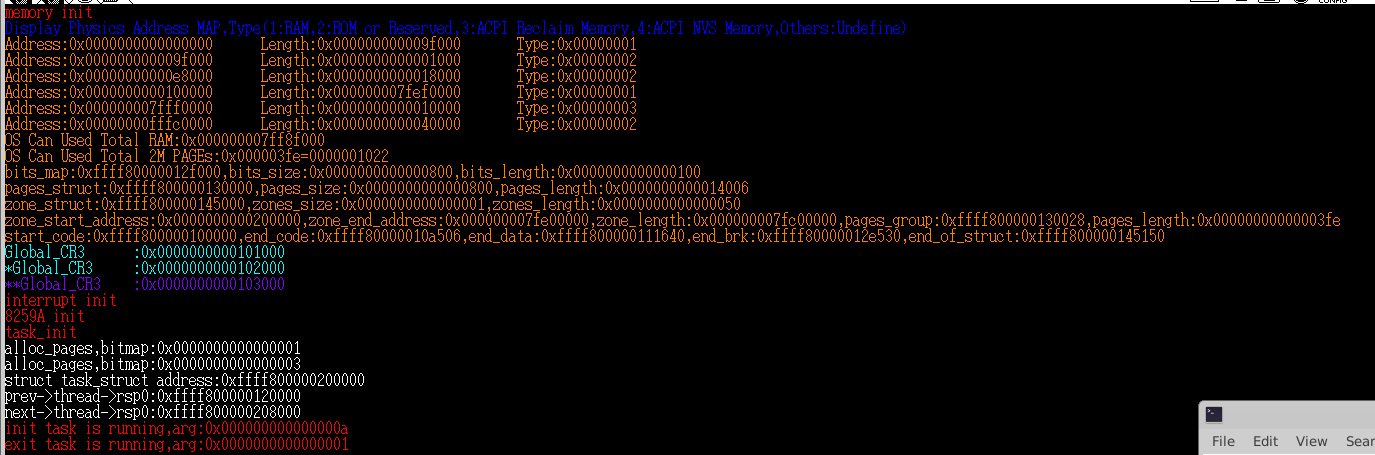 CONFIG
memory init
Display Physics Address MAP,Type(1:RAM,2:ROM or Reserved,3:ACPI Reclaim Memory,4:ACPI NVS Memory,Others:Undefine)
Address:0x0000000000000000 Length:0x000000000009f000 Type:0x00000001
Address:0x000000000009f000 Length:0x0000000000001000 Type:0x00000002
Address:0x00000000000e8000 Length:0x0000000000018000 Type:0x00000002
Address:0x0000000000100000 Length:0x000000007fef0000 Type:0x00000001
Address:0x000000007fff0000 Length:0x0000000000010000 Type:0x00000003
Address:0x00000000fffc0000 Length:0x0000000000040000 Type:0x00000002
OS Can Used Total RAM:0x000000007ff8f000
OS Can Used Total 2M PAGEs:0x000003fe=0000001022
bits_map:0xffff80000012f000,bits_size:0x0000000000000800,bits_length:0x0000000000000100
pages_struct:0xffff800000130000,pages_size:0x0000000000000800,pages_length:0x0000000000014006
zone_struct:0xffff800000145000,zones_size:0x0000000000000001,zones_length:0x0000000000000050
zone_start_address:0x0000000000200000,zone_end_address:0x000000007fe00000,zone_length:0x000000007fc00000,pages_group:0xffff800000130028,pages_length:0x00000000000003fe
start_code:0xffff800000100000,end_code:0xffff80000010a506,end_data:0xffff800000111640,end_brk:0xffff80000012e530,end_of_struct:0xffff800000145150
Global_CR3 :0x0000000000101000
*Global_CR3 :0x0000000000102000
**Global_CR3 :0x0000000000103000
interrupt init
8259A init
task_init
alloc_pages,bitmap:0x0000000000000001
alloc_pages,bitmap:0x0000000000000003
struct task_struct address:0xffff800000200000
prev->thread->rsp0:0xffff800000120000
next->thread->rsp0:0xffff800000208000
init task is running,arg:0x000000000000000a
exit task is running,arg:0x0000000000000001
File Edit View